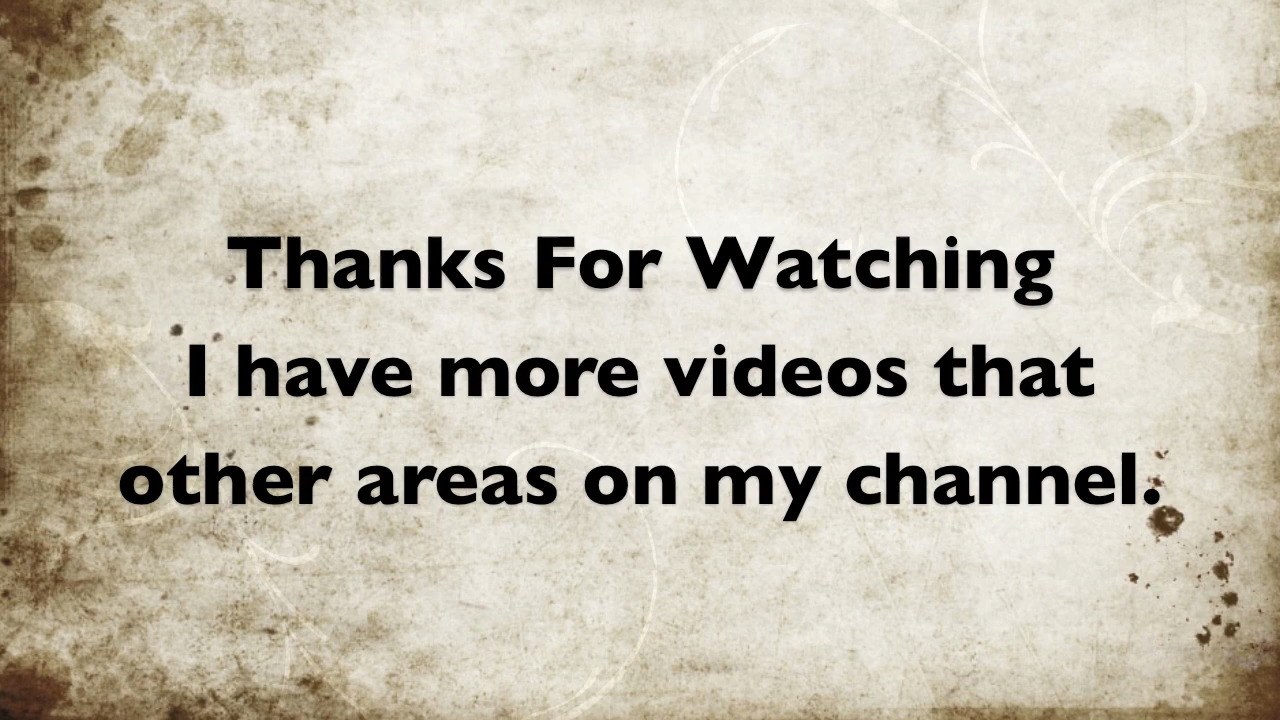 Thanks For Watching
I have more videos that
other areas on my channel.